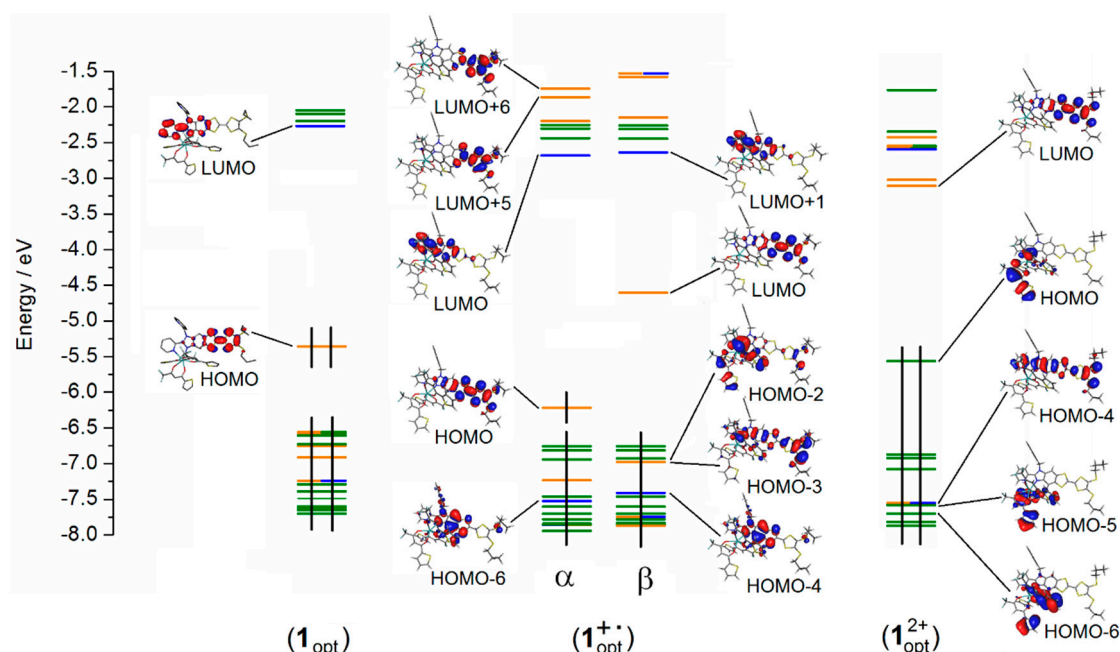 Energy / eV
-1.5
-2.0
-2.5
-3.0
-3.5
-4.0
-4.5
-5.0
-5.5
-6.0
-6.5
-7.0
-7.5
-8.0
LUMO
HOMO
(1opt)
LUMO+6
LUMO+5
LUMO
HOMO
HOMO-6
α
β
(1opt+·)
LUMO+1
LUMO
HOMO-2
HOMO-3
HOMO-4
(1opt2+)
LUMO
HOMO
HOMO-4
HOMO-5
HOMO-6